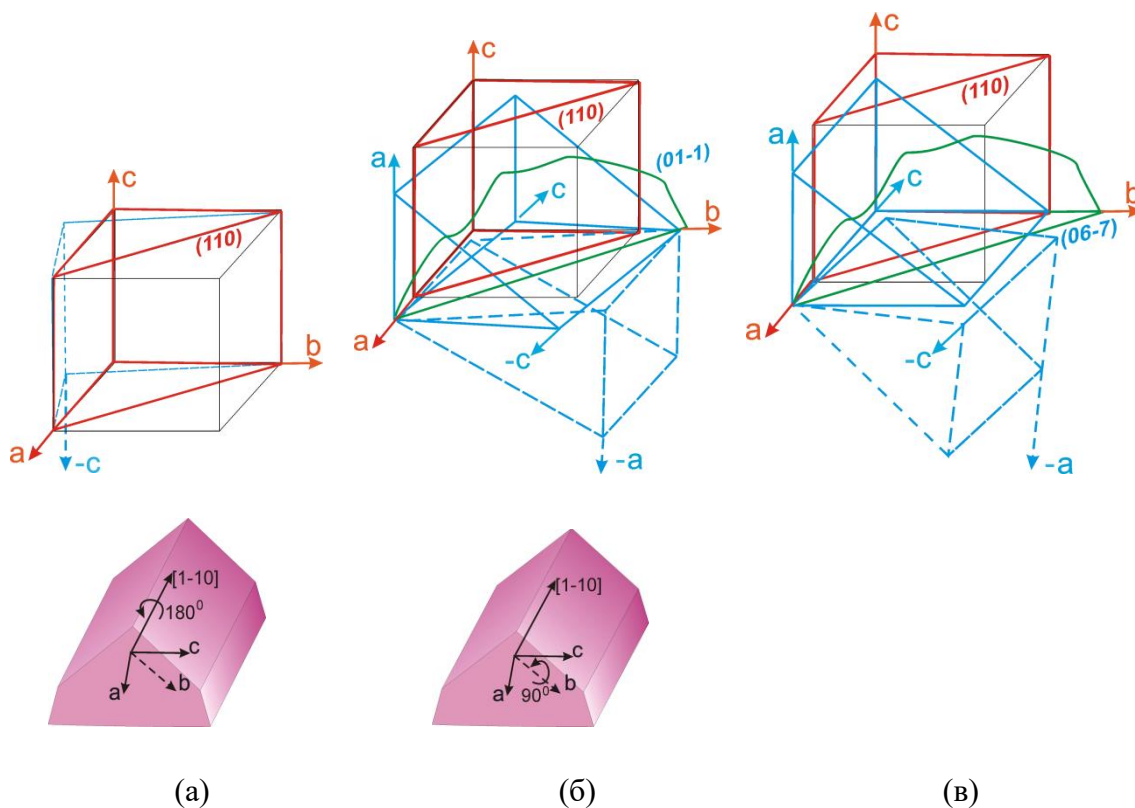 c
(110)
b
a
-c
c
(110)
a
(01-1)
c
b
a
-c
-a
c
(110)
a
c
b
(06-7)
a
-c
-a
[1-10]
180⁰
c
a
b
[1-10]
c
a
b
90⁰
(а)
(б)
(в)